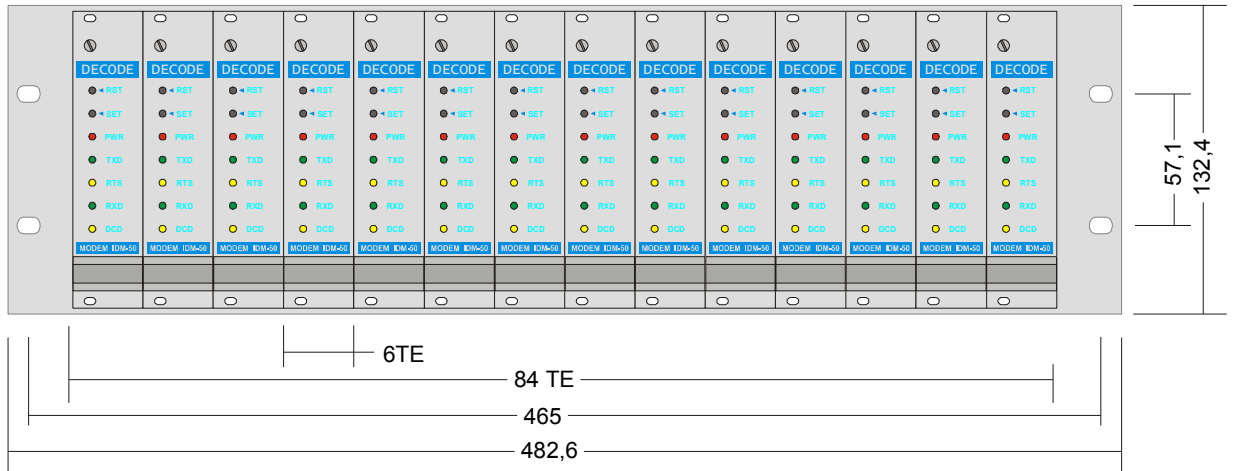 DECODE DECODE DECODE DECODE DECODE DECODE DECODE DECODE DECODE DECODE DECODE DECODE DECODE DECODE
RST RST RST RST RST RST RST RST RST RST RST RST RST RST
SET SET SET SET SET SET SET SET SET SET SET SET SET SET
PWR PWR PWR PWR PWR PWR PWR PWR PWR PWR PWR PWR PWR PWR
TXD TXD TXD TXD TXD TXD TXD TXD TXD TXD TXD TXD TXD TXD
RTS RTS RTS RTS RTS RTS RTS RTS RTS RTS RTS RTS RTS RTS
RXD RXD RXD RXD RXD RXD RXD RXD RXD RXD RXD RXD RXD RXD
DCD DCD DCD DCD DCD DCD DCD DCD DCD DCD DCD DCD DCD DCD
MODEM IDM-50 MODEM IDM-50 MODEM IDM-50 MODEM IDM-50 MODEM IDM-50 MODEM IDM-50 MODEM IDM-50 MODEM IDM-50 MODEM IDM-50 MODEM IDM-50 MODEM IDM-50 MODEM IDM-50 MODEM IDM-50 MODEM IDM-50
57,1
132,4
6TE
84 TE
465
482,6